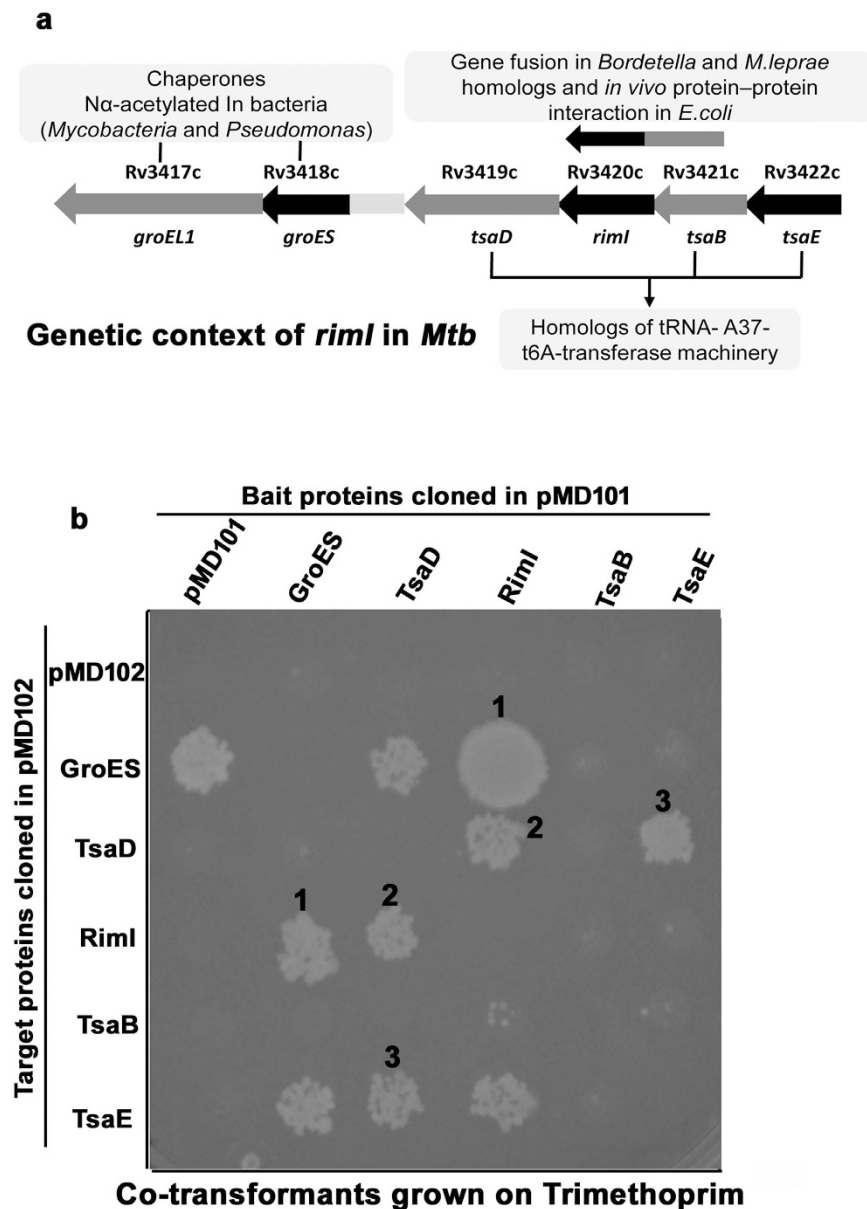 a
Chaperones
Nα-acetylated In bacteria
(Mycobacteria and Pseudomonas)
Gene fusion in Bordetella and M.leprae
homologs and in vivo protein–protein
interaction in E.coli
Rv3417c Rv3418c Rv3419c Rv3420c Rv3421c Rv3422c
groEL1 groES tsaD rimI tsaB tsaE
Genetic context of rimI in Mtb
Homologs of tRNA- A37-
t6A-transferase machinery
b
Bait proteins cloned in pMD101
pMD101 GroES TsaD RimI TsaB TsaE
Target proteins cloned in pMD102
pMD102
1
GroES
3
TsaD
2
1 2
RimI
TsaB
3
TsaE
Co-transformants grown on Trimethoprim